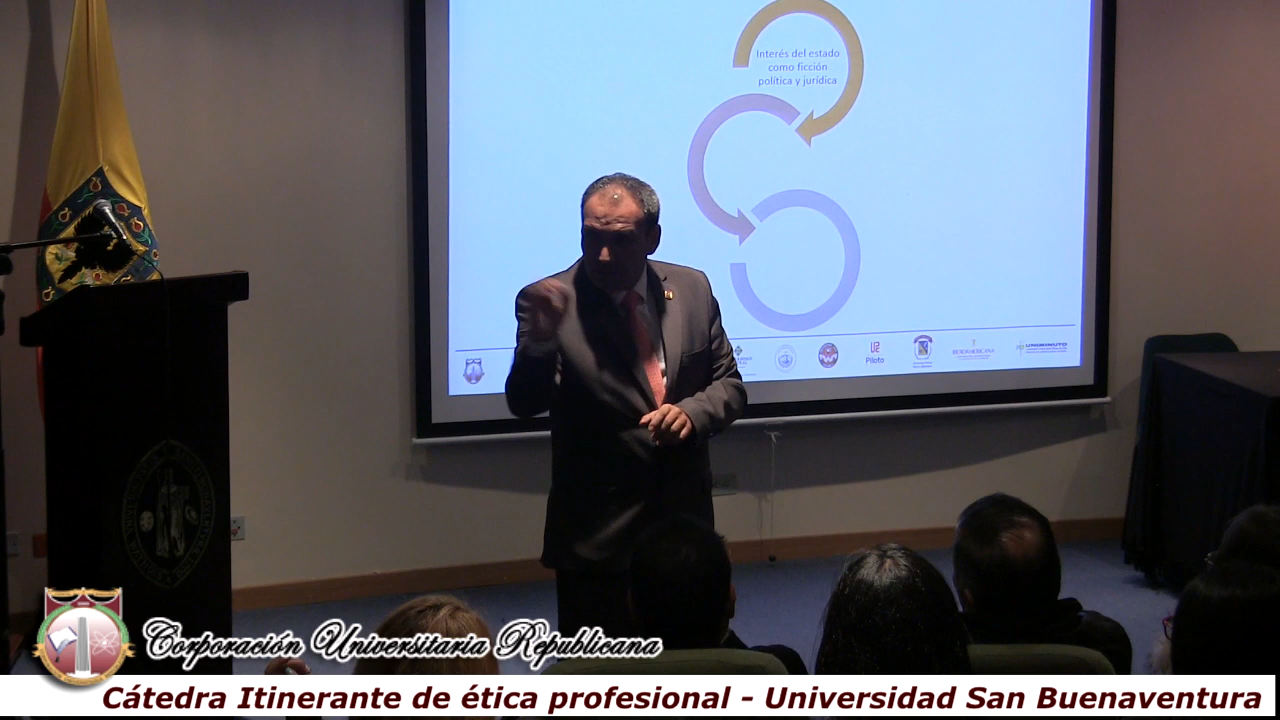 Interés del estado
como ficción
política y jurídica
Piloto
UNIMINUTO
Corporación Universitaria Republicana
Cátedra Itinerante de ética profesional - Universidad San Buenaventura